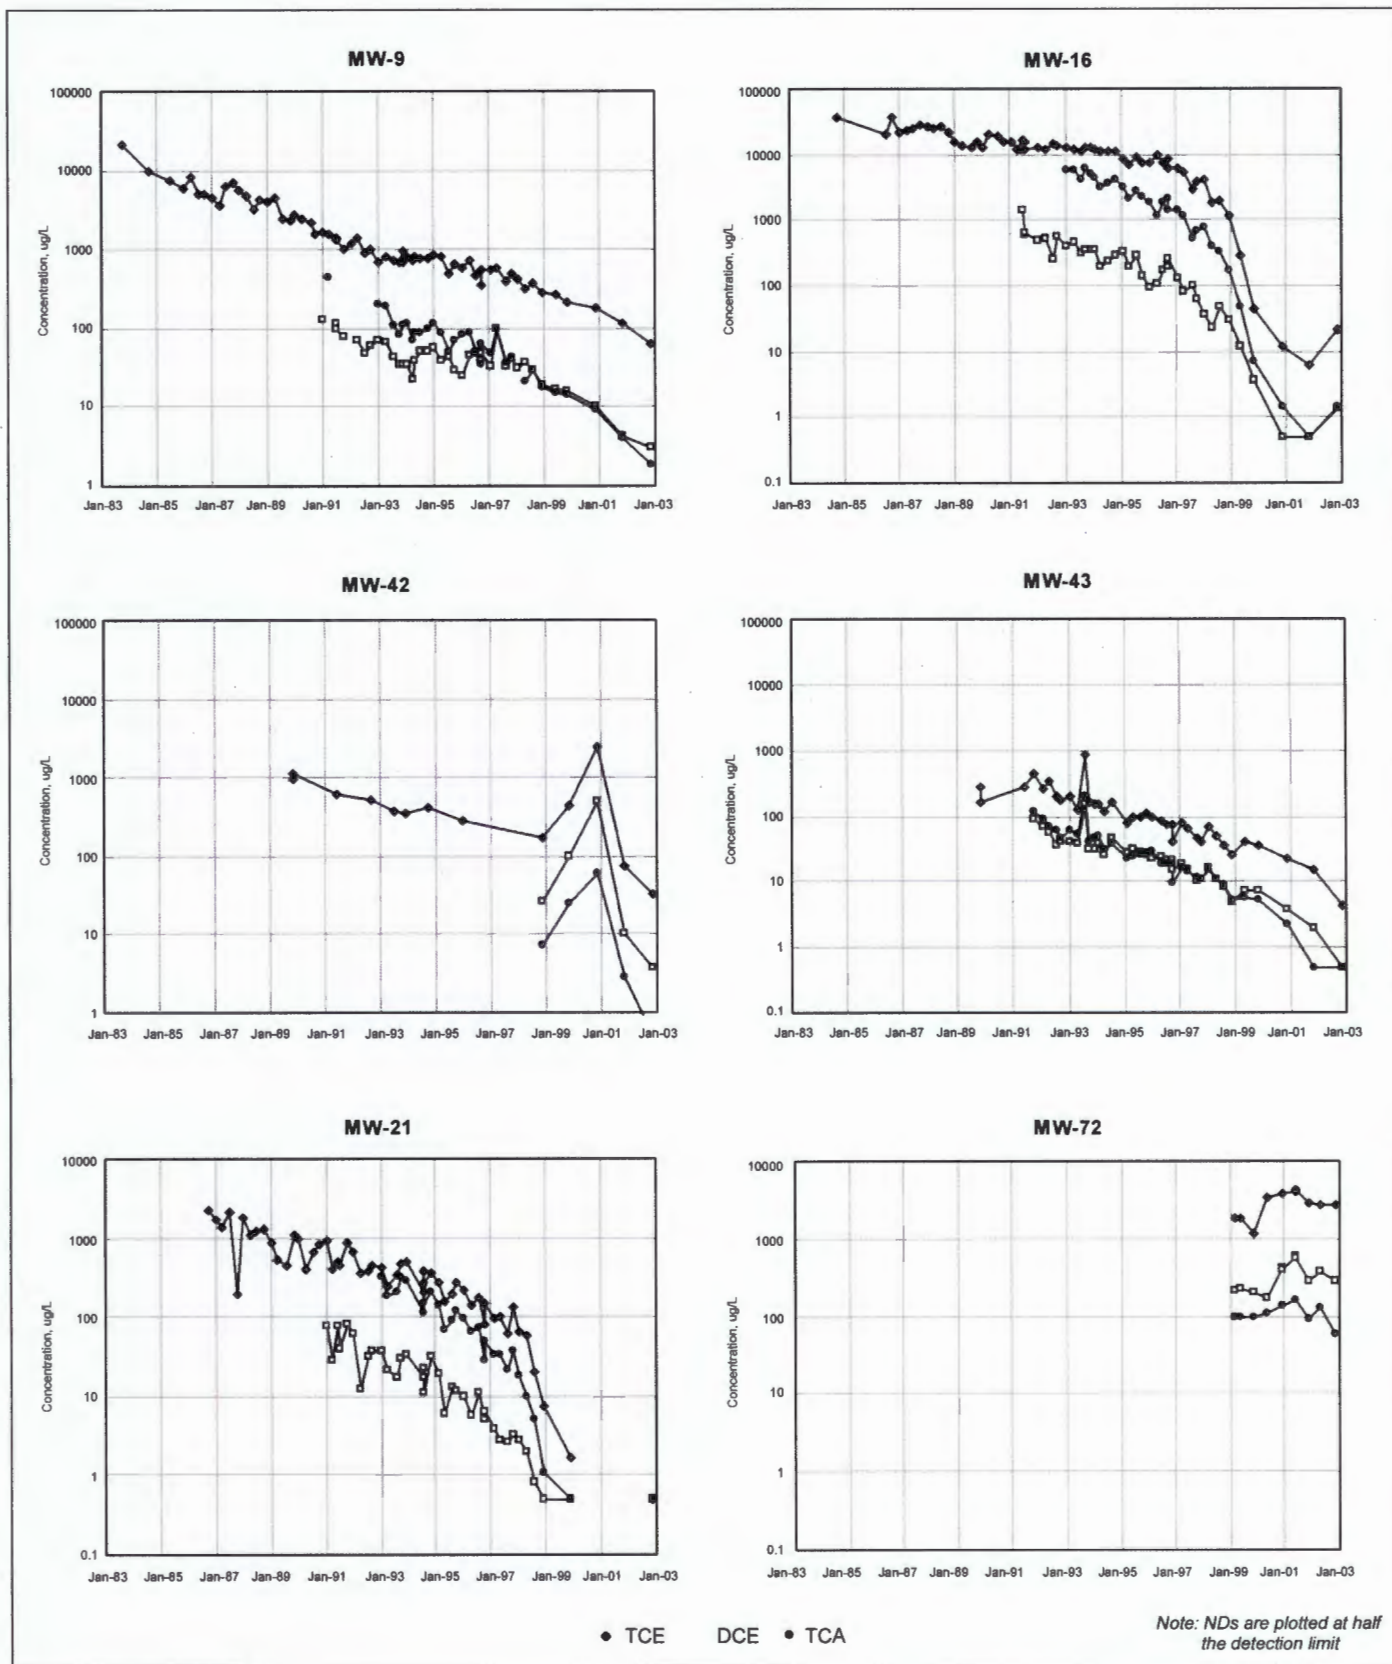 MW-9
100000
10000
1000
100
10
1
Concentration, ug/L
Jan-83 Jan-85 Jan-87 Jan-89 Jan-91 Jan-93 Jan-95 Jan-97 Jan-99 Jan-01 Jan-03
MW-16
100000
10000
1000
100
10
1
0.1
Concentration, ug/L
Jan-83 Jan-85 Jan-87 Jan-89 Jan-91 Jan-93 Jan-95 Jan-97 Jan-99 Jan-01 Jan-03
MW-42
100000
10000
1000
100
10
1
Concentration, ug/L
Jan-83 Jan-85 Jan-87 Jan-89 Jan-91 Jan-93 Jan-95 Jan-97 Jan-99 Jan-01 Jan-03
MW-43
100000
10000
1000
100
10
1
0.1
Concentration, ug/L
Jan-83 Jan-85 Jan-87 Jan-89 Jan-91 Jan-93 Jan-95 Jan-97 Jan-99 Jan-01 Jan-03
MW-21
10000
1000
100
10
1
0.1
Concentration, ug/L
Jan-83 Jan-85 Jan-87 Jan-89 Jan-91 Jan-93 Jan-95 Jan-97 Jan-99 Jan-01 Jan-03
MW-72
10000
1000
100
10
1
0.1
Concentration, ug/L
Jan-83 Jan-85 Jan-87 Jan-89 Jan-91 Jan-93 Jan-95 Jan-97 Jan-99 Jan-01 Jan-03
TCE DCE TCA
Note: NDs are plotted at half
the detection limit